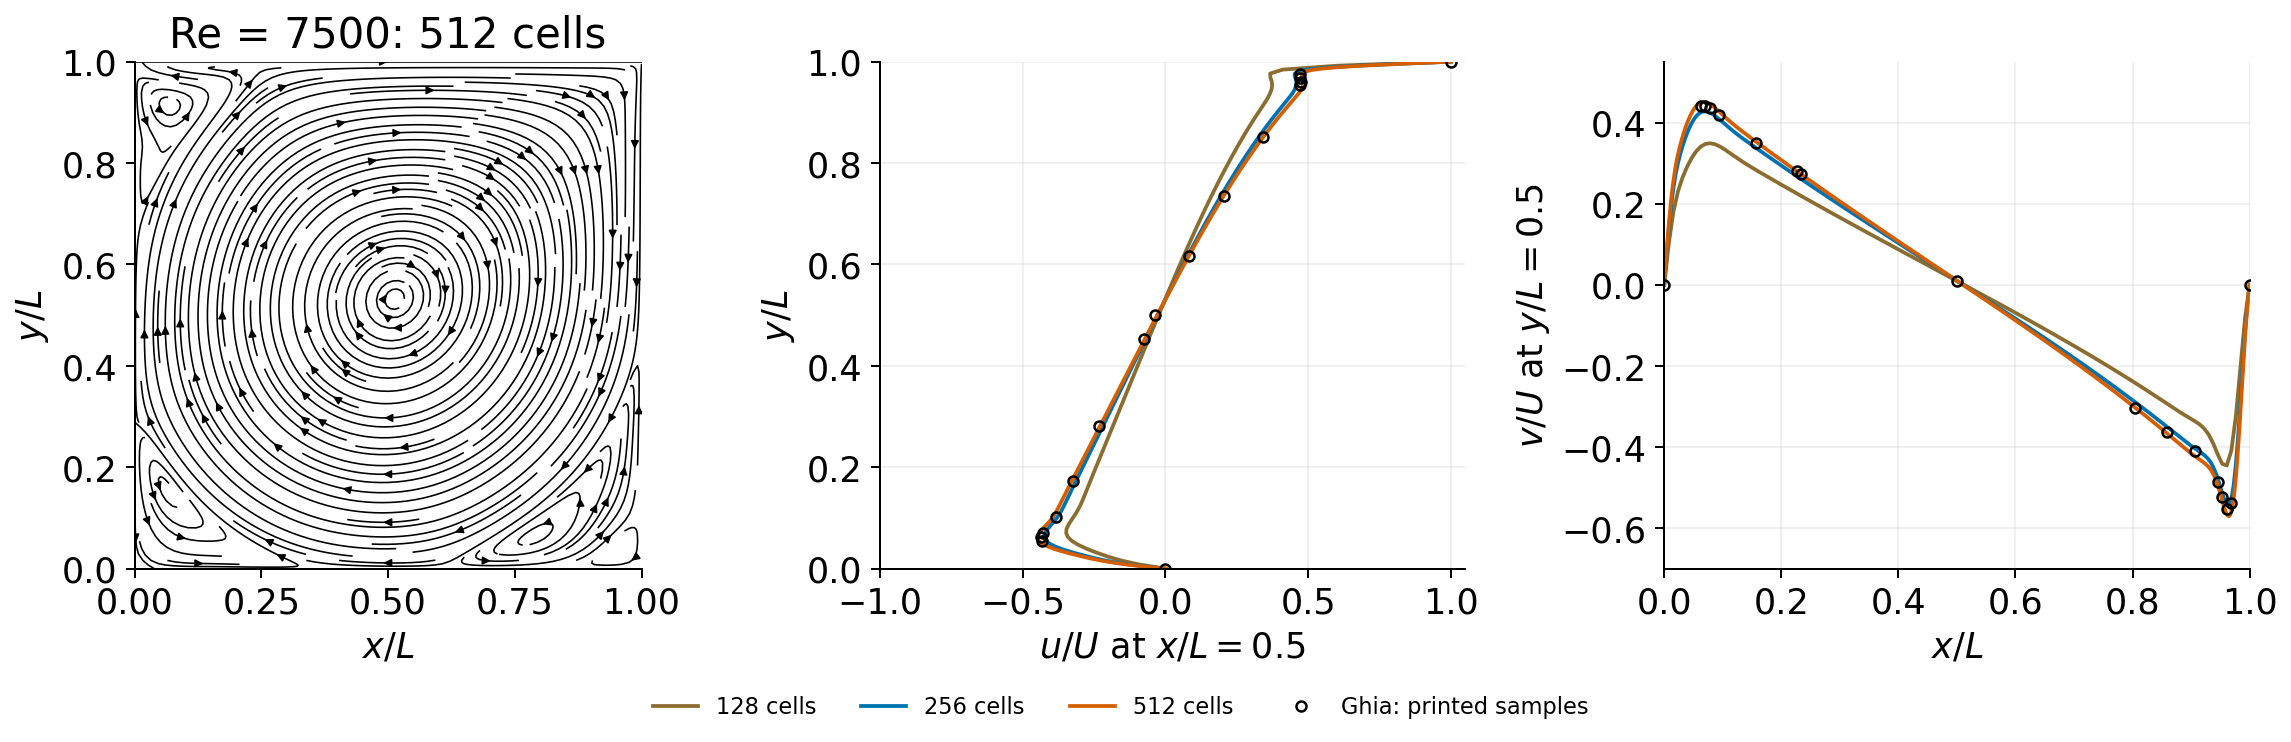 Re = 7500: 512 cells
1.0
0.8
0.6
0.4
0.2
0.0
y/L
0.00 0.25 0.50 0.75 1.00
x/L
1.0
0.8
0.6
0.4
0.2
0.0
y/L
−1.0 −0.5 0.0 0.5 1.0
u/U at x/L = 0.5
0.4
0.2
0.0
−0.2
−0.4
−0.6
v/U at y/L = 0.5
0.0 0.2 0.4 0.6 0.8 1.0
x/L
128 cells 256 cells 512 cells Ghia: printed samples